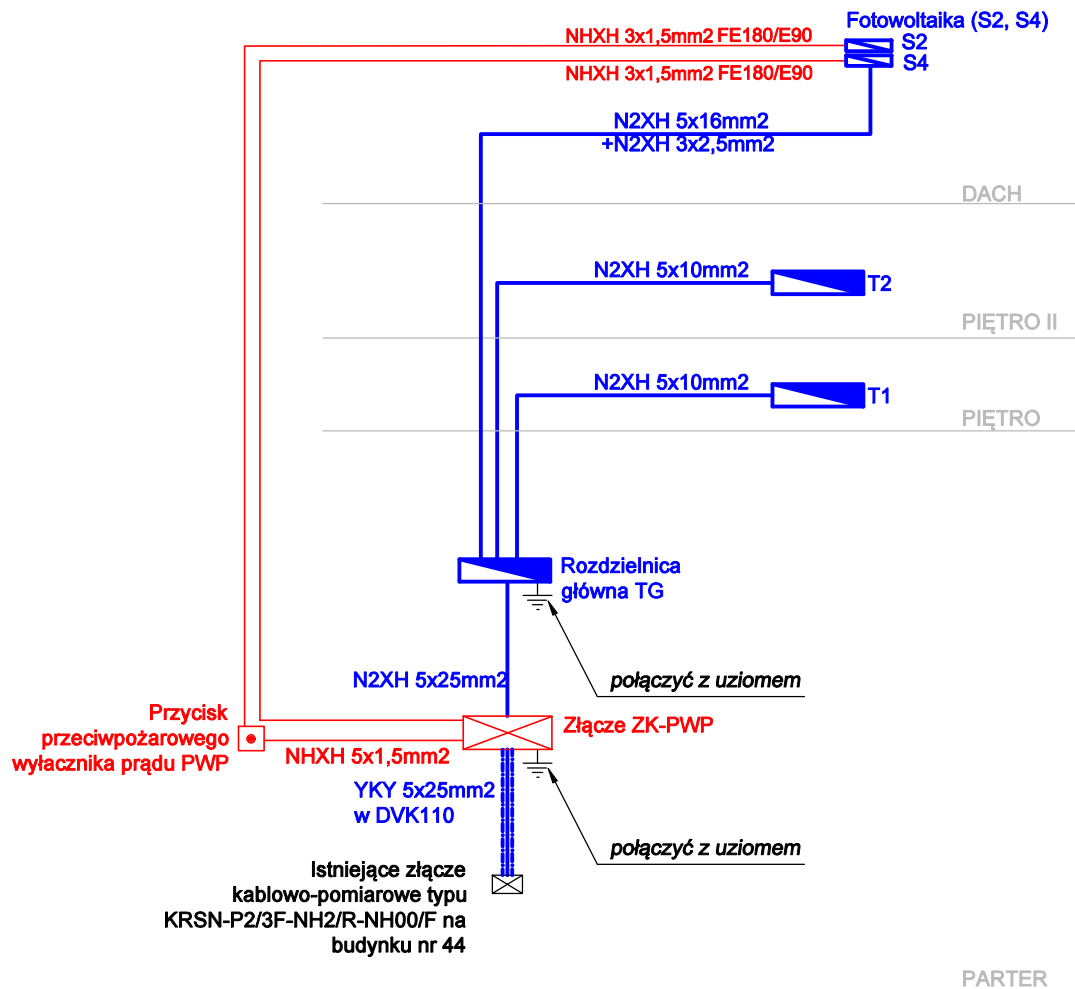 Fotowoltaika (S2, S4)
NHXH 3x1,5mm2 FE180/E90
S2
S4
NHXH 3x1,5mm2 FE180/E90
N2XH 5x16mm2
+N2XH 3x2,5mm2
DACH
N2XH 5x10mm2
T2
PIĘTRO II
N2XH 5x10mm2
T1
PIĘTRO
Rozdzielnica
główna TG
N2XH 5x25mm2
połączyć z uziomem
Przycisk
przeciwpożarowego
wyłacznika prądu PWP
Złącze ZK-PWP
NHXH 5x1,5mm2
YKY 5x25mm2
w DVK110
połączyć z uziomem
Istniejące złącze
kablowo-pomiarowe typu
KRSN-P2/3F-NH2/R-NH00/F na
budynku nr 44
PARTER